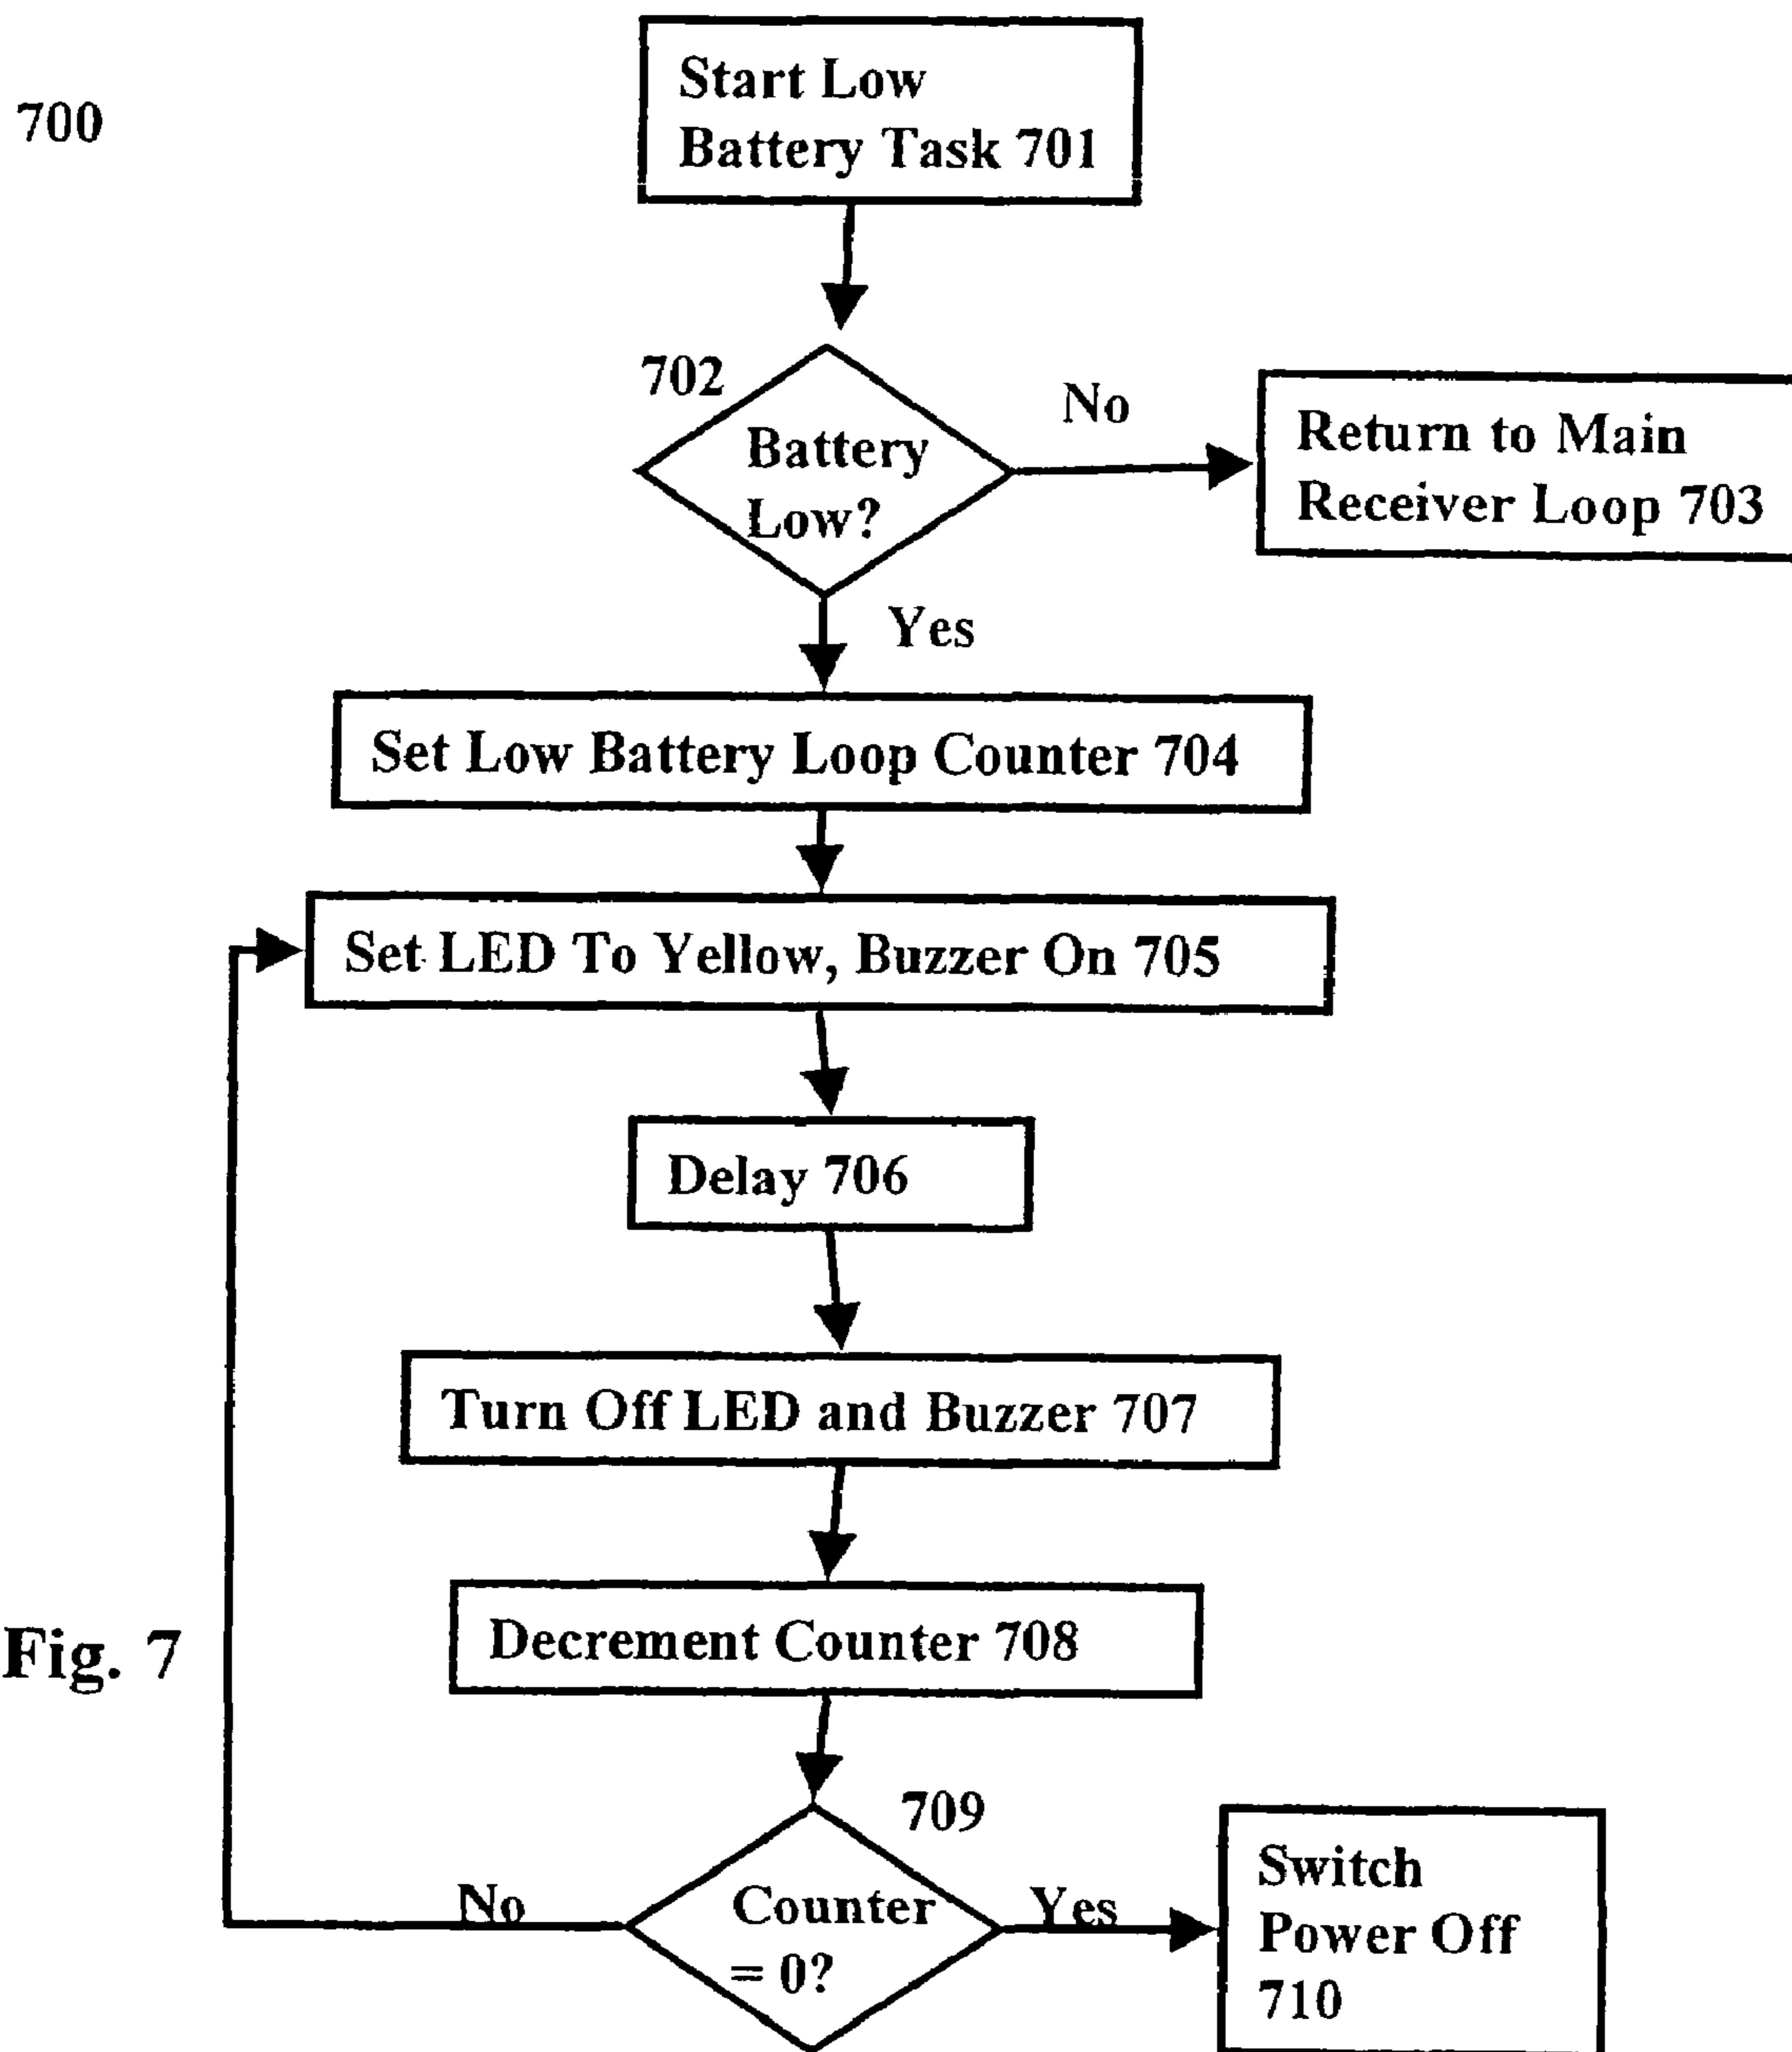 700
Start Low
Battery Task 701
702
Battery
Low?
No
Return to Main
Receiver Loop 703
Yes
Set Low Battery Loop Counter 704
Set LED To Yellow, Buzzer On 705
Delay 706
Turn Off LED and Buzzer 707
Decrement Counter 708
Fig. 7
709
Counter
= 0?
No
Yes
Switch
Power Off
710